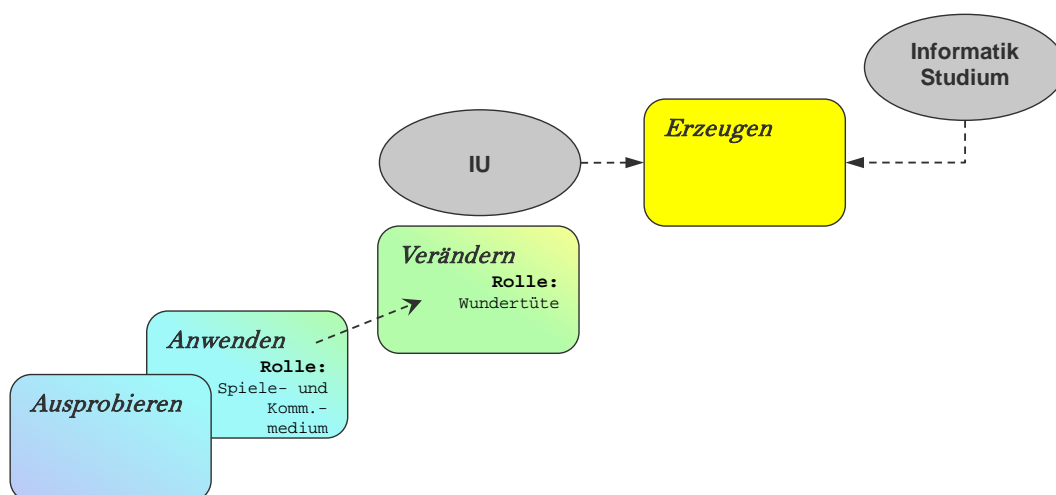 Informatik
Studium
Erzeugen
IU
Verändern
Rolle:
Wundertüte
Anwenden
Rolle:
Spiele- und
Komm.-
medium
Ausprobieren